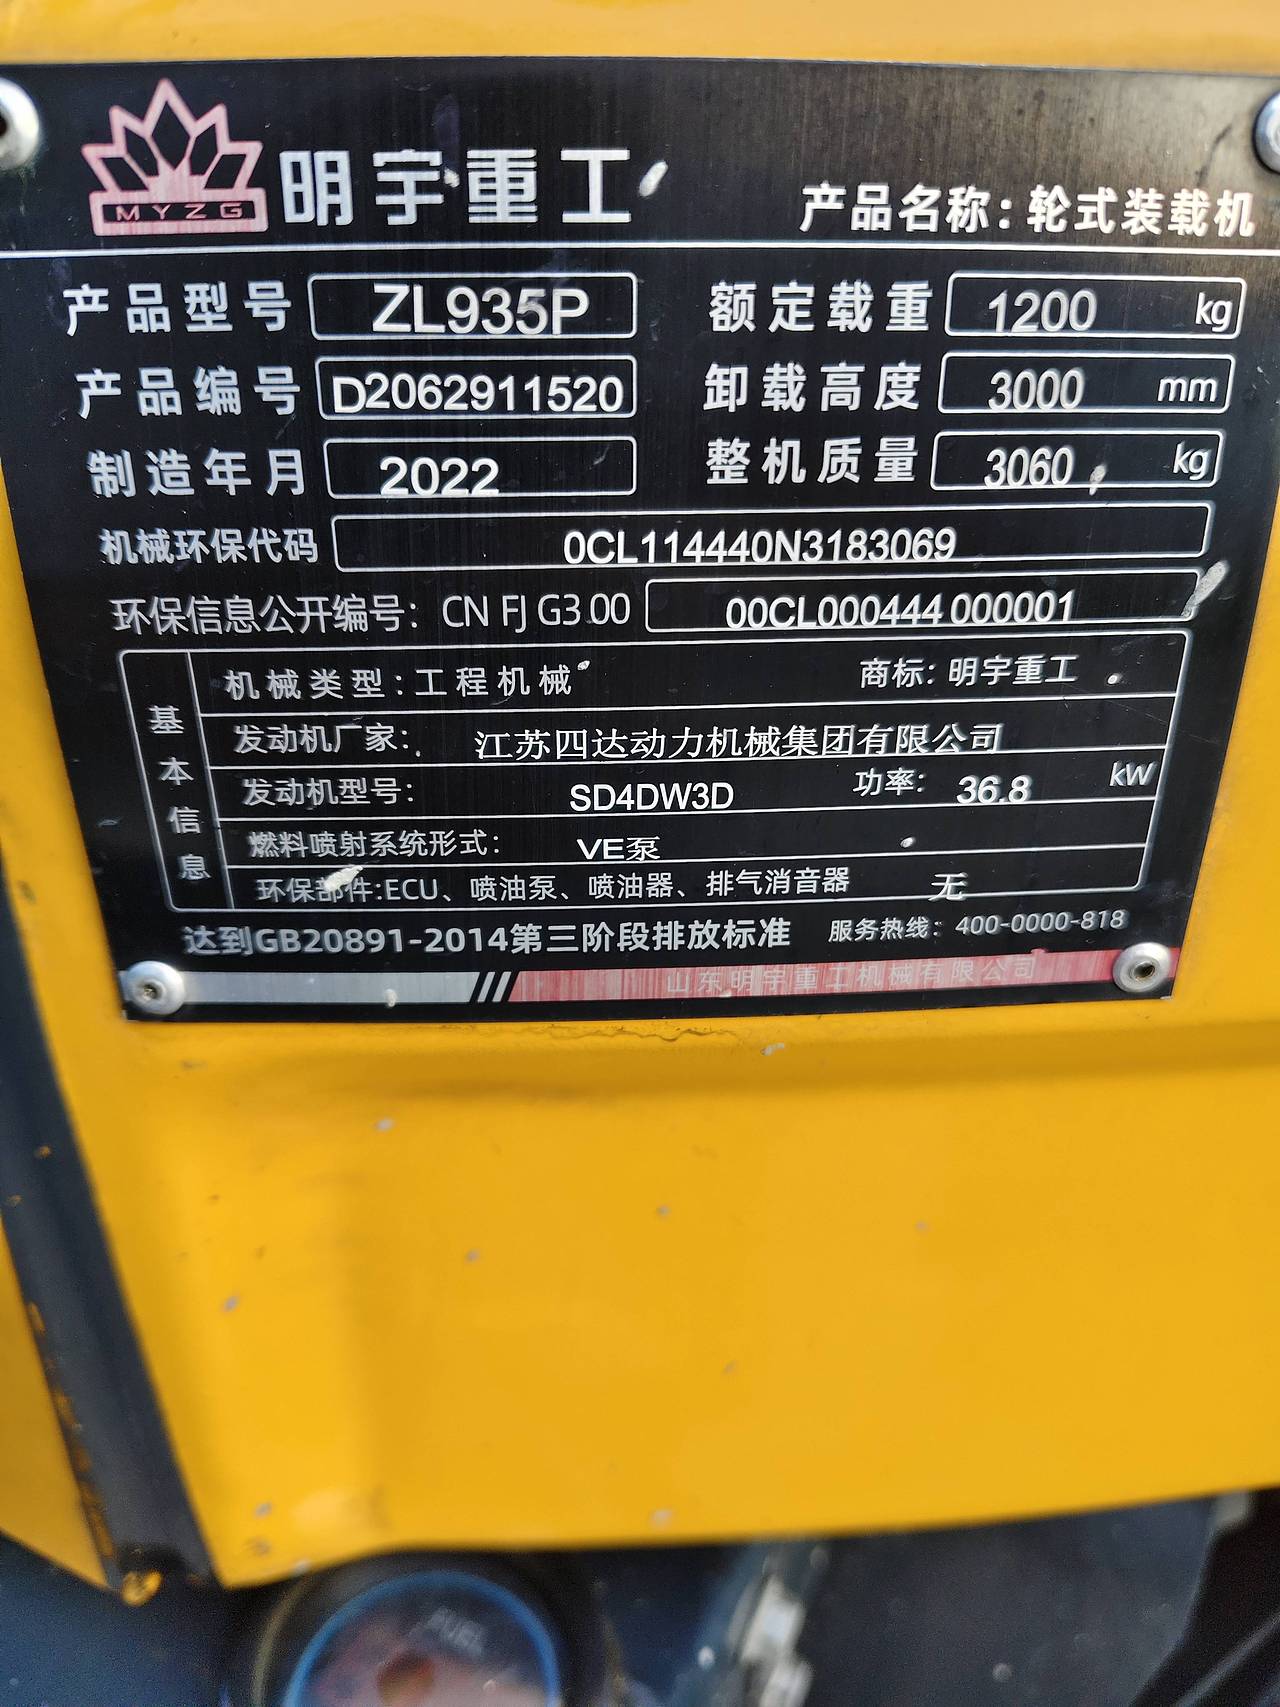 MYZG 明宇重工
产品名称:轮式装载机
产品型号 ZL935P 额定载重 1200 kg
产品编号 D2062911520 卸载高度 3000 mm
制造年月 2022 整机质量 3060 kg
机械环保代码 0CL114440N3183069
环保信息公开编号: CN FJ G3 00 00CL000444 000001
基本信息
机械类型:工程机械 商标:明宇重工
发动机厂家: 江苏四达动力机械集团有限公司
发动机型号: SD4DW3D 功率: 36.8 kW
燃料喷射系统形式: VE泵
环保部件:ECU、喷油泵、喷油器、排气消音器 无
达到GB20891-2014第三阶段排放标准 服务热线: 400-0000-818
山东明宇重工机械有限公司
FUEL